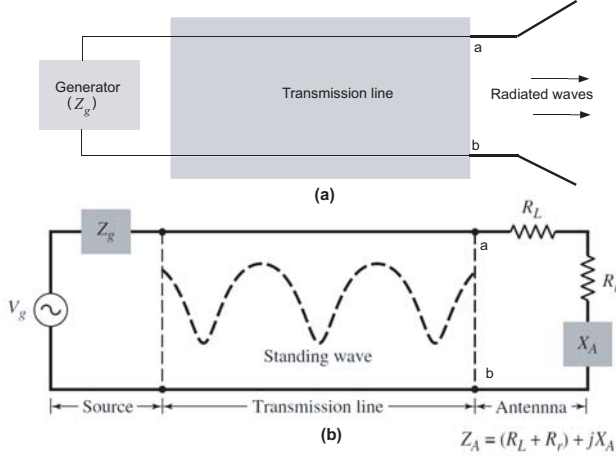 Generator
(Z_g)
Transmission line
a
b
Radiated waves
(a)
Z_g
V_g
Standing wave
a
b
R_L
R_r
X_A
Source
Transmission line
Antennna
(b)
Z_A = (R_L + R_r) + jX_A